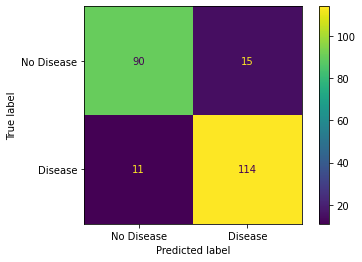 100
No Disease
90
15
80
60
True label
40
Disease
11
114
20
No Disease
Disease
Predicted label